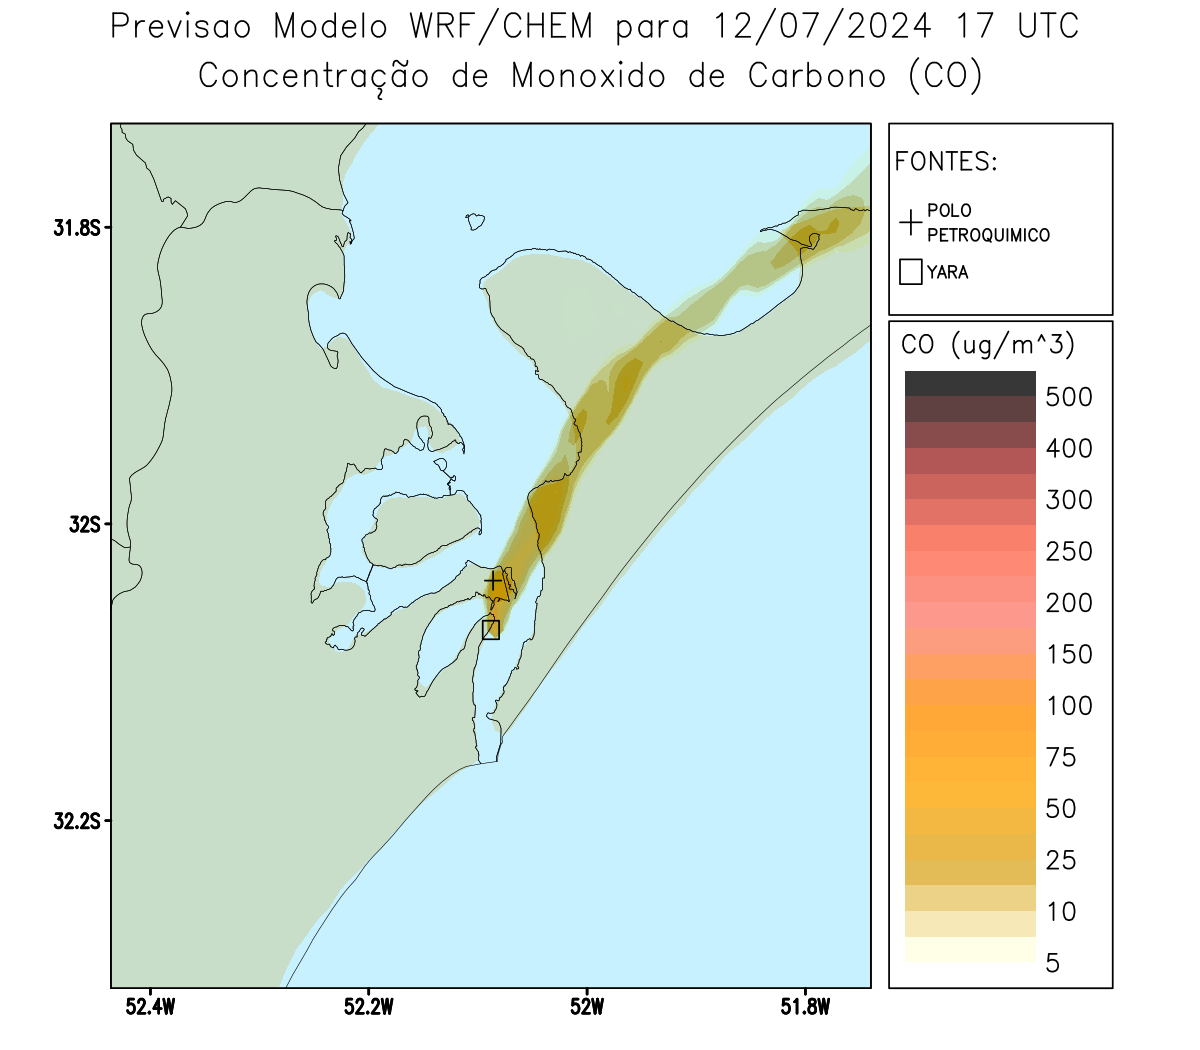 Previsao Modelo WRF/CHEM para 12/07/2024 17 UTC
Concentração de Monoxido de Carbono (CO)
FONTES:
POLO
PETROQUIMICO
YARA
CO (ug/m^3)
500
400
300
250
200
150
100
75
50
25
10
5
31.8S
32S
32.2S
52.4W
52.2W
52W
51.8W